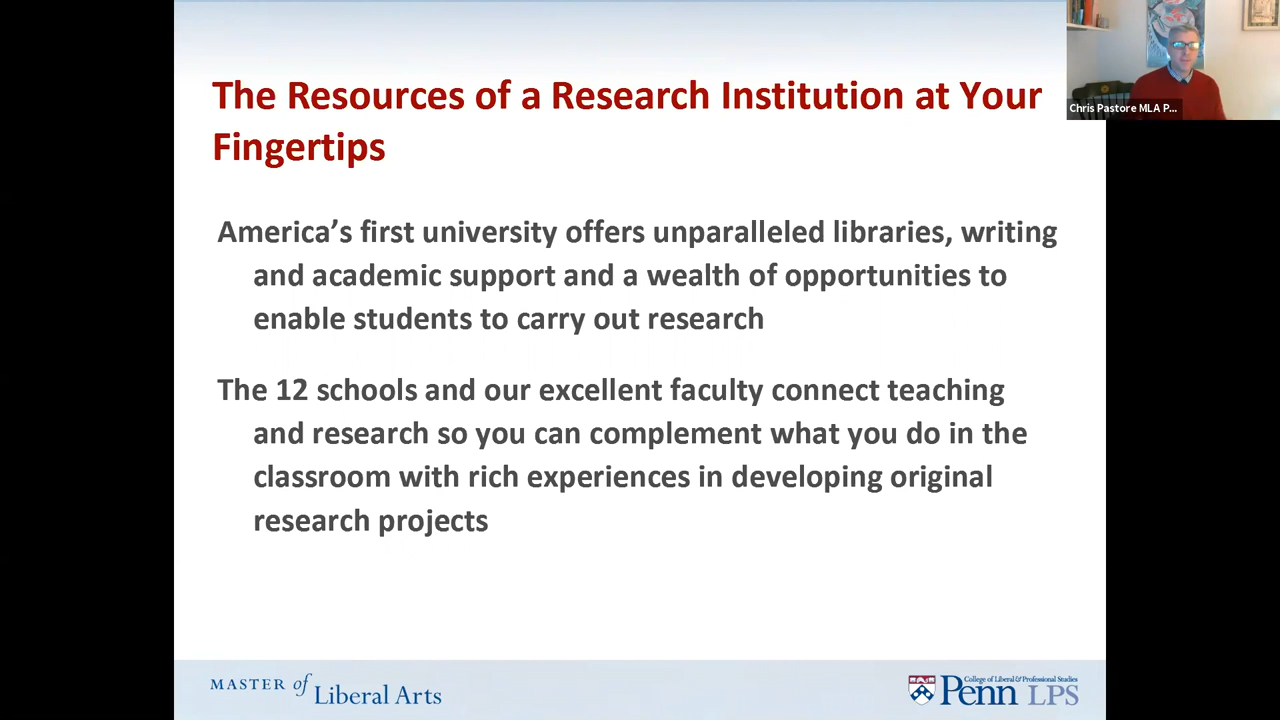 The Resources of a Research Institution at Your
Fingertips
Chris Pastore MLA P...
America’s first university offers unparalleled libraries, writing
and academic support and a wealth of opportunities to
enable students to carry out research
The 12 schools and our excellent faculty connect teaching
and research so you can complement what you do in the
classroom with rich experiences in developing original
research projects
MASTER of
Liberal Arts
College of Liberal & Professional Studies
Penn LPS